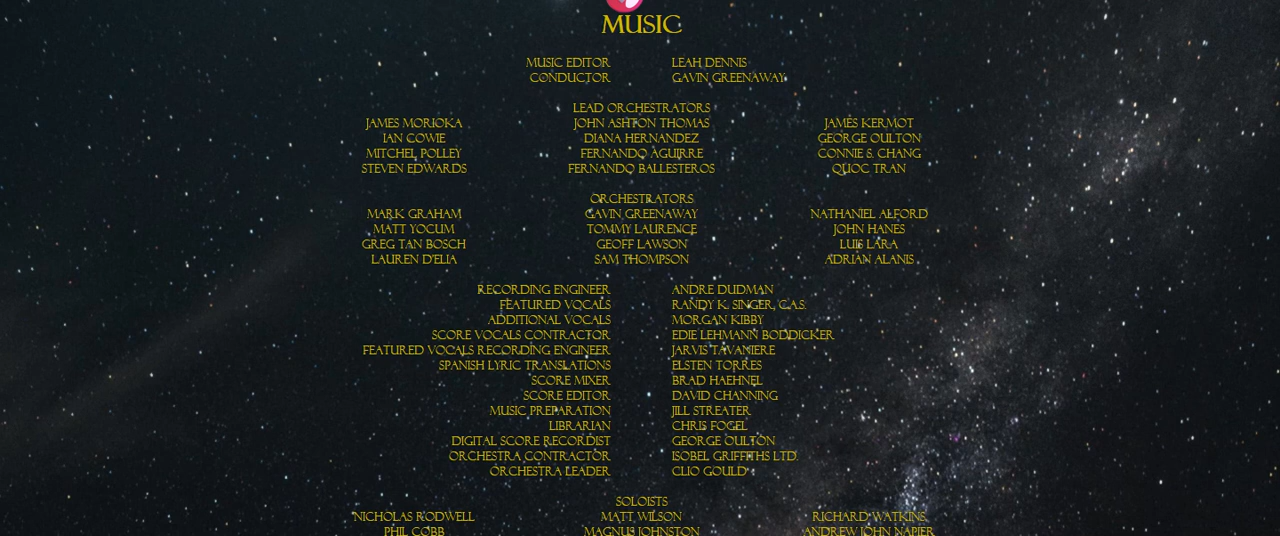 MUSIC
MUSIC EDITOR LEAH DENNIS
CONDUCTOR GAVIN GREENAWAY
LEAD ORCHESTRATORS
JAMES MORIOKA JOHN ASHTON THOMAS JAMES KERMOT
IAN COWIE DIANA HERNANDEZ GEORGE OULTON
MITCHEL POLLEY FERNANDO AGUIRRE CONNIE S. CHANG
STEVEN EDWARDS FERNANDO BALLESTEROS QUOC TRAN
ORCHESTRATORS
MARK GRAHAM GAVIN GREENAWAY NATHANIEL ALFORD
MATT YOCUM TOMMY LAURENCE JOHN HANES
GREG TAN BOSCH GEOFF LAWSON LUIS LARA
LAUREN D'ELIA SAM THOMPSON ADRIAN ALANIS
RECORDING ENGINEER ANDRE DUDMAN
FEATURED VOCALS RANDY K. SINGER, C.A.S.
ADDITIONAL VOCALS MORGAN KIBBY
SCORE VOCALS CONTRACTOR EDIE LEHMANN BODDICKER
FEATURED VOCALS RECORDING ENGINEER JARVIS TAVANIERE
SPANISH LYRIC TRANSLATIONS ELSTEN TORRES
SCORE MIXER BRAD HAEHNEL
SCORE EDITOR DAVID CHANNING
MUSIC PREPARATION JILL STREATER
LIBRARIAN CHRIS FOGEL
DIGITAL SCORE RECORDIST GEORGE OULTON
ORCHESTRA CONTRACTOR ISOBEL GRIFFITHS LTD.
ORCHESTRA LEADER CLIO GOULD
SOLOISTS
NICHOLAS RODWELL MATT WILSON RICHARD WATKINS
PHIL COBB MAGNUS JOHNSTON ANDREW JOHN NAPIER